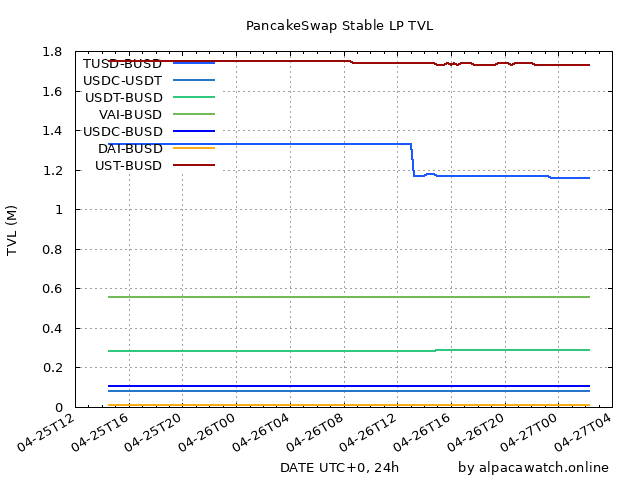 PancakeSwap Stable LP TVL
TVL (M)
1.8
1.6
1.4
1.2
1
0.8
0.6
0.4
0.2
0
TUSD-BUSD
USDC-USDT
USDT-BUSD
VAI-BUSD
USDC-BUSD
DAI-BUSD
UST-BUSD
04-25T12
04-25T16
04-25T20
04-26T00
04-26T04
04-26T08
04-26T12
04-26T16
04-26T20
04-27T00
04-27T04
DATE UTC+0, 24h
by alpacawatch.online